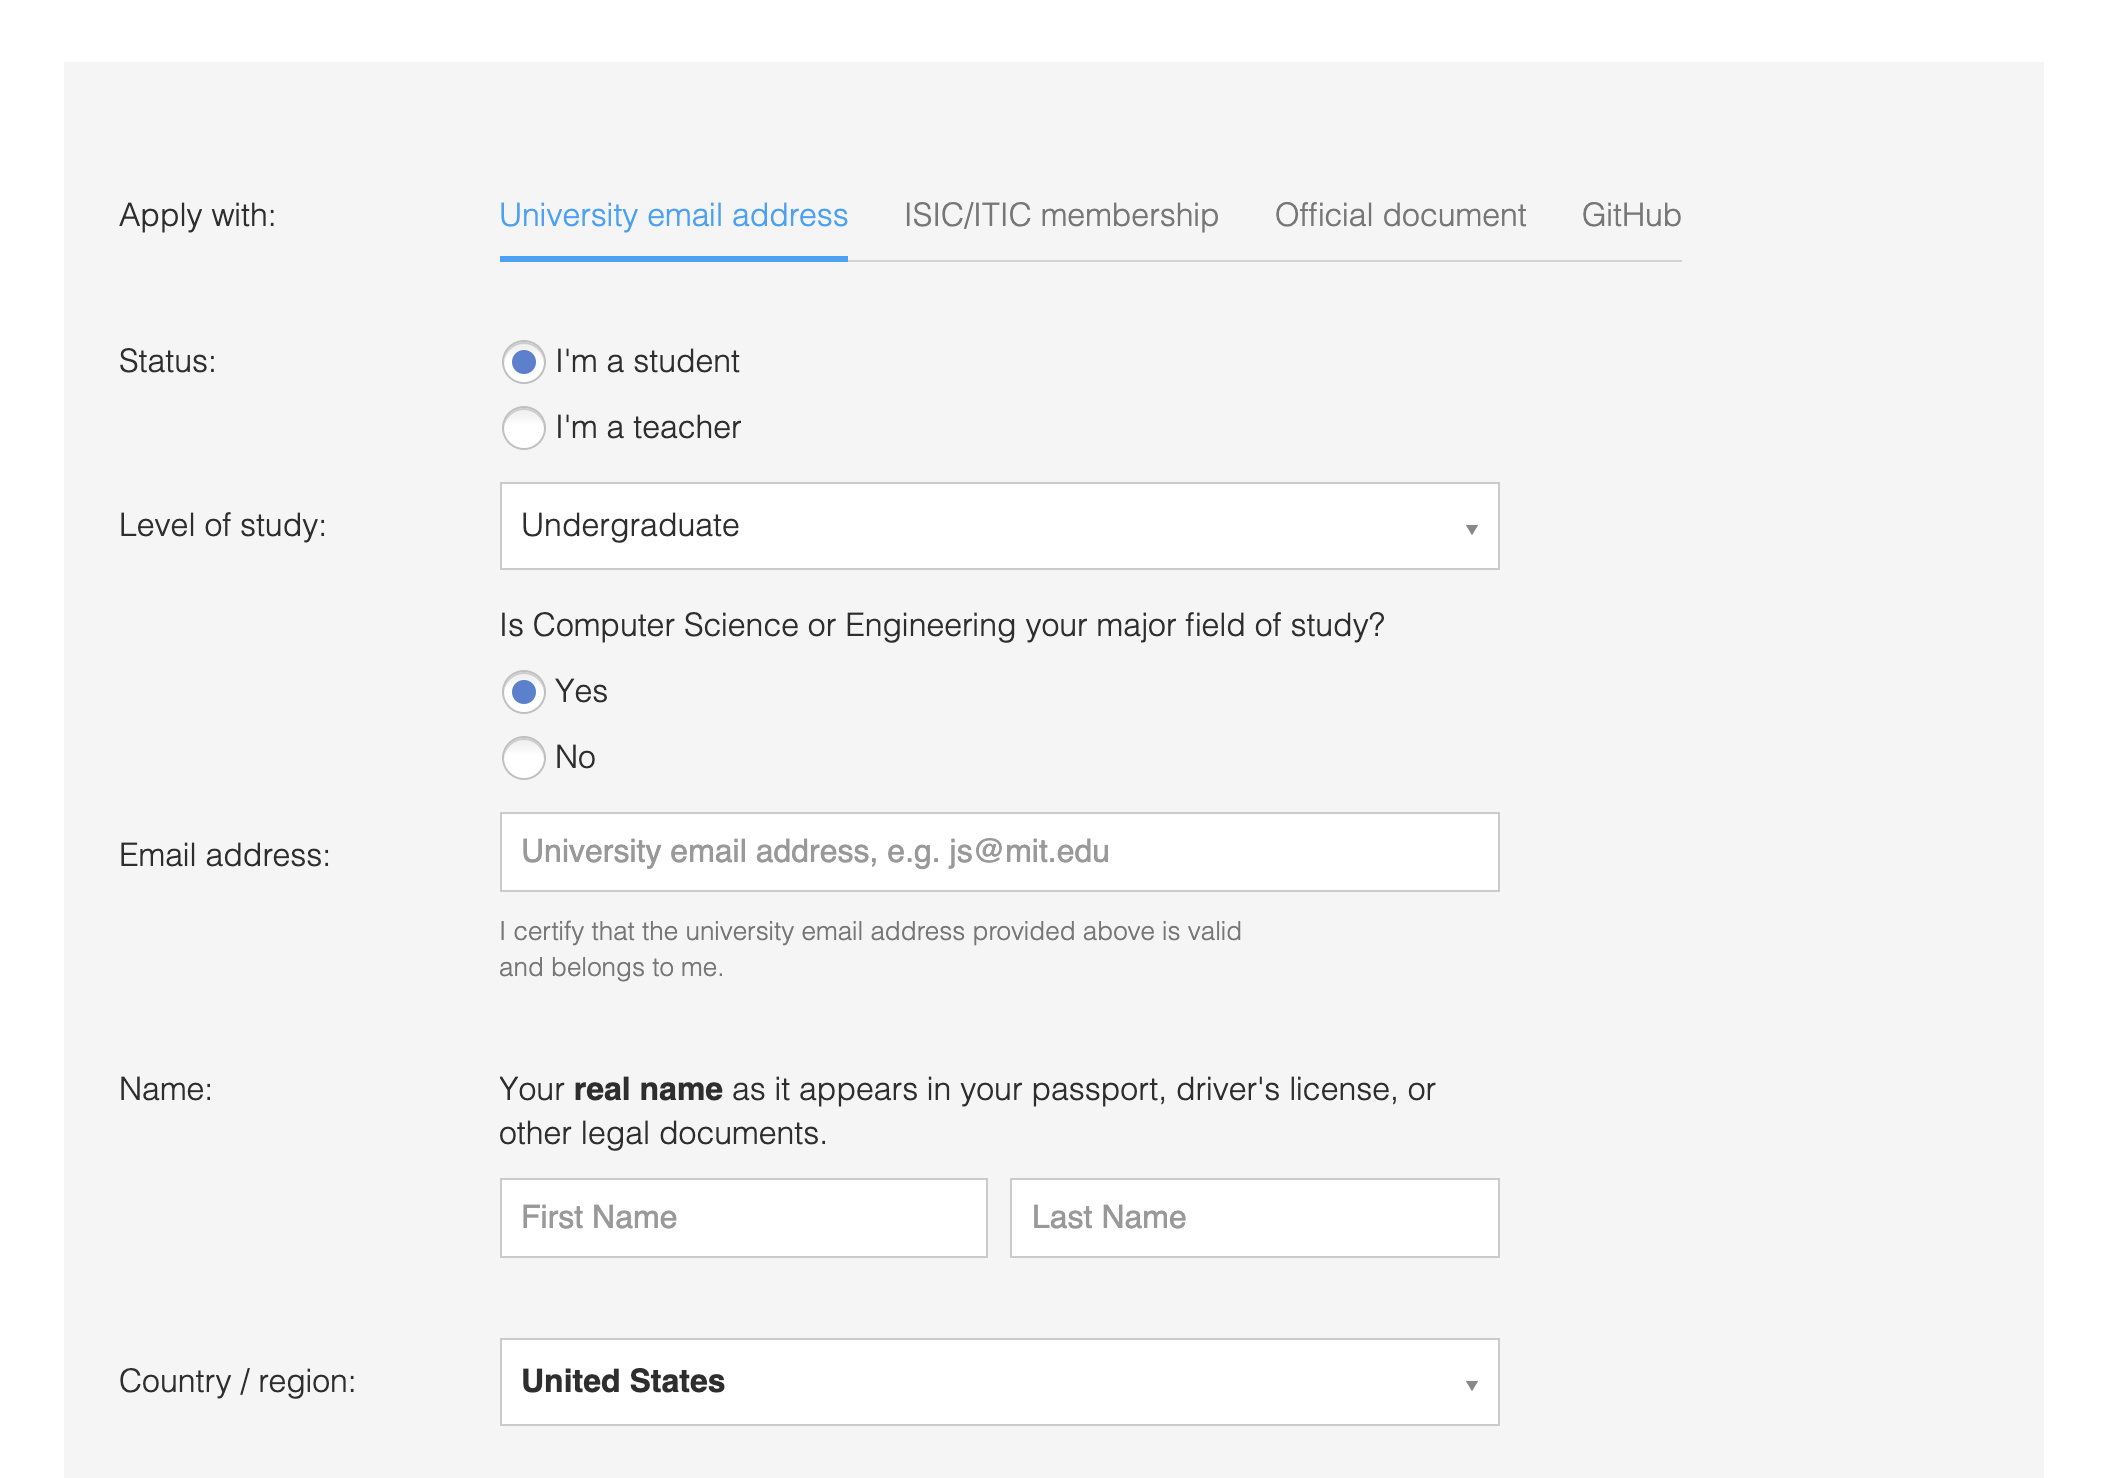 Apply with: University email address ISIC/ITIC membership Official document GitHub
Status: I'm a student
I'm a teacher
Level of study: Undergraduate
Is Computer Science or Engineering your major field of study?
Yes
No
Email address: University email address, e.g. js@mit.edu
I certify that the university email address provided above is valid
and belongs to me.
Name: Your real name as it appears in your passport, driver's license, or
other legal documents.
First Name Last Name
Country / region: United States